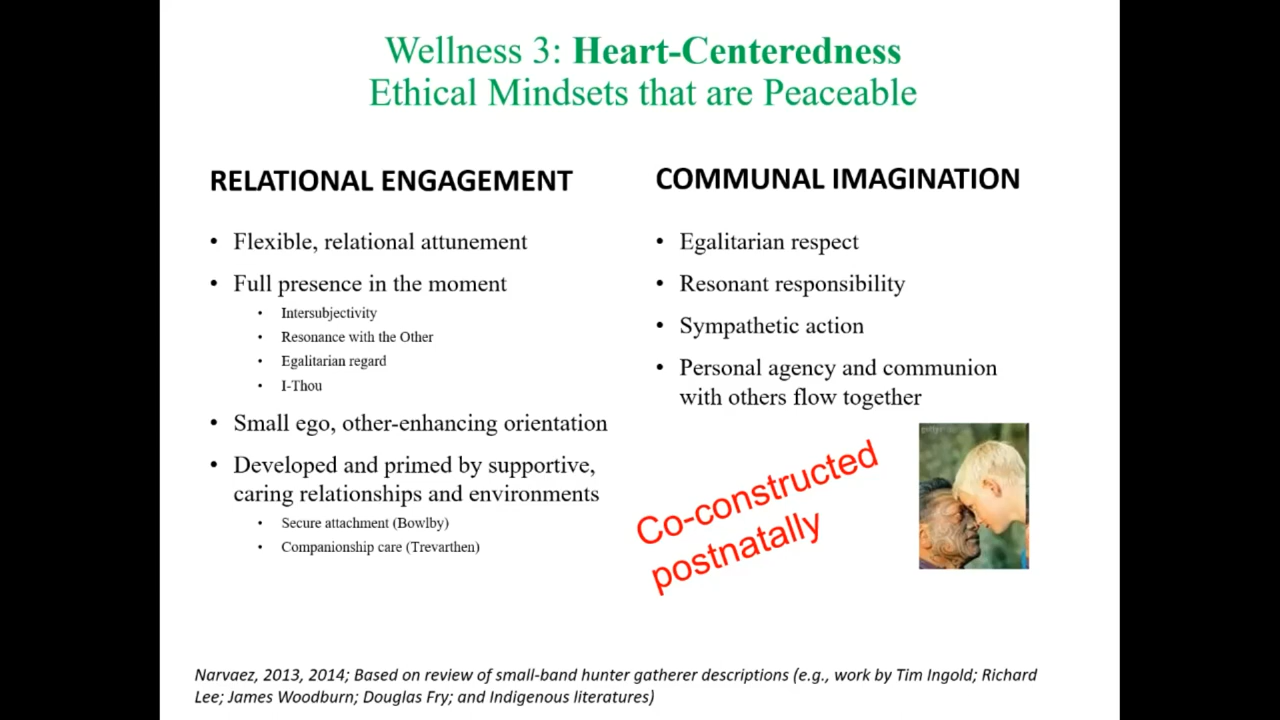 Wellness 3: Heart-Centeredness
Ethical Mindsets that are Peaceable
RELATIONAL ENGAGEMENT
• Flexible, relational attunement
• Full presence in the moment
• Intersubjectivity
• Resonance with the Other
• Egalitarian regard
• I-Thou
• Small ego, other-enhancing orientation
• Developed and primed by supportive,
caring relationships and environments
• Secure attachment (Bowlby)
• Companionship care (Trevarthen)
COMMUNAL IMAGINATION
• Egalitarian respect
• Resonant responsibility
• Sympathetic action
• Personal agency and communion
with others flow together
Co-constructed
postnatally
Narvaez, 2013, 2014; Based on review of small-band hunter gatherer descriptions (e.g., work by Tim Ingold; Richard
Lee; James Woodburn; Douglas Fry; and Indigenous literatures)